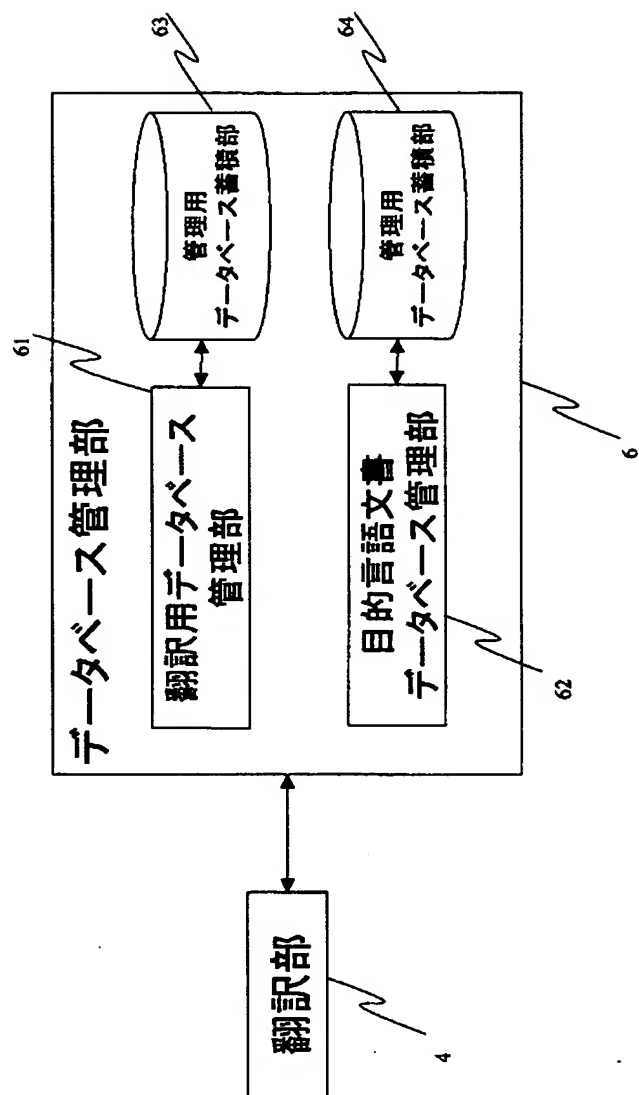 データベース管理部
61
翻訳用データベース
管理部
管理用
データベース蓄積部
63
目的言語文書
データベース管理部
62
管理用
データベース蓄積部
64
6
翻訳部
4